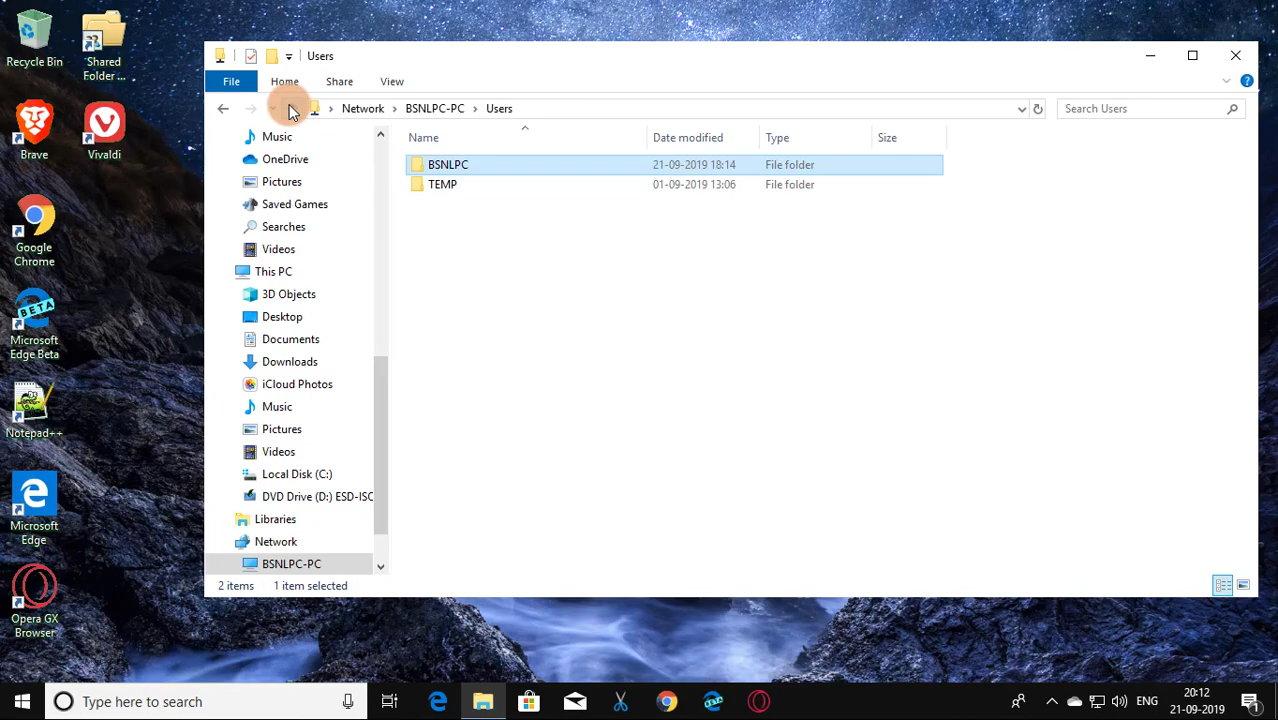 Recycle Bin
Shared
Folder ...
Brave
Vivaldi
Google
Chrome
BETA
Microsoft
Edge Beta
Notepad++
Microsoft
Edge
Opera GX
Browser
Users
File Home Share View
Network BSNLPC-PC Users
Search Users
Music
OneDrive
Pictures
Saved Games
Searches
Videos
This PC
3D Objects
Desktop
Documents
Downloads
iCloud Photos
Music
Pictures
Videos
Local Disk (C:)
DVD Drive (D:) ESD-ISO
Libraries
Network
BSNLPC-PC
Name Date modified Type Size
BSNLPC 21-09-2019 18:14 File folder
TEMP 01-09-2019 13:06 File folder
2 items 1 item selected
Type here to search
BETA
ENG
20:12
21-09-2019
1